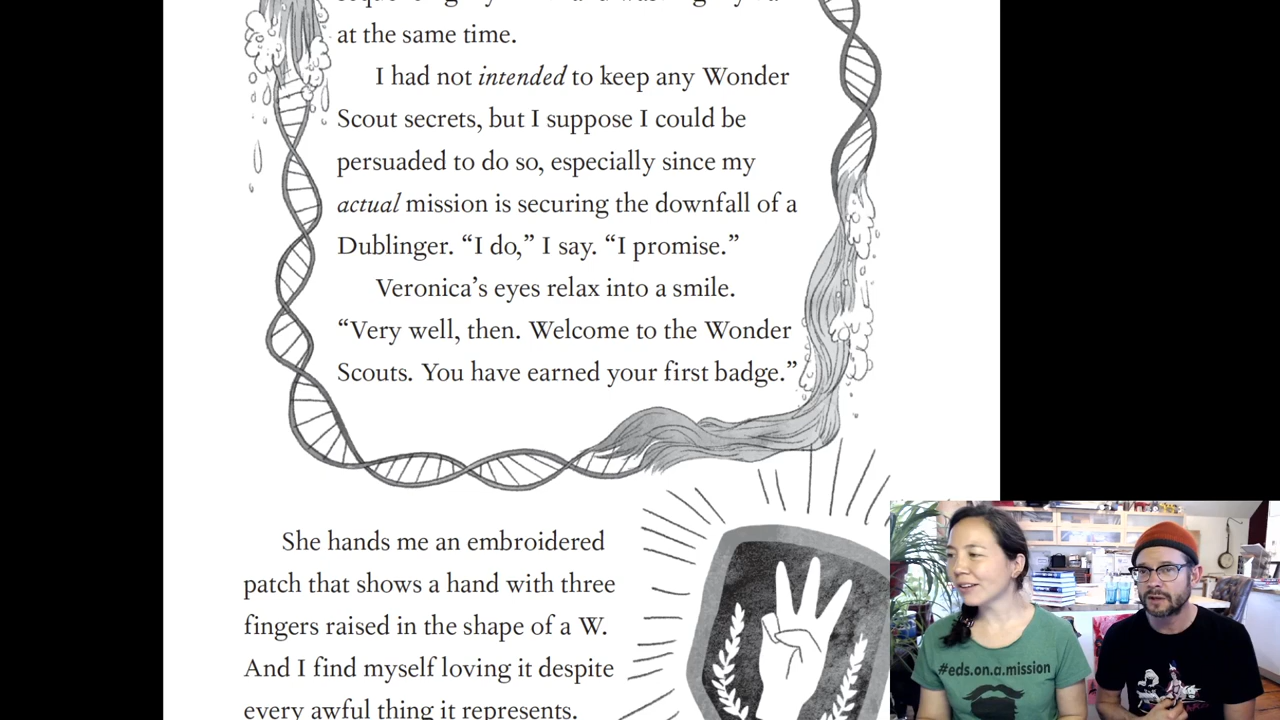 at the same time.
I had not intended to keep any Wonder
Scout secrets, but I suppose I could be
persuaded to do so, especially since my
actual mission is securing the downfall of a
Dublinger. “I do,” I say. “I promise.”
Veronica’s eyes relax into a smile.
“Very well, then. Welcome to the Wonder
Scouts. You have earned your first badge.”
She hands me an embroidered
patch that shows a hand with three
fingers raised in the shape of a W.
And I find myself loving it despite
every awful thing it represents.
#eds.on.a.mission